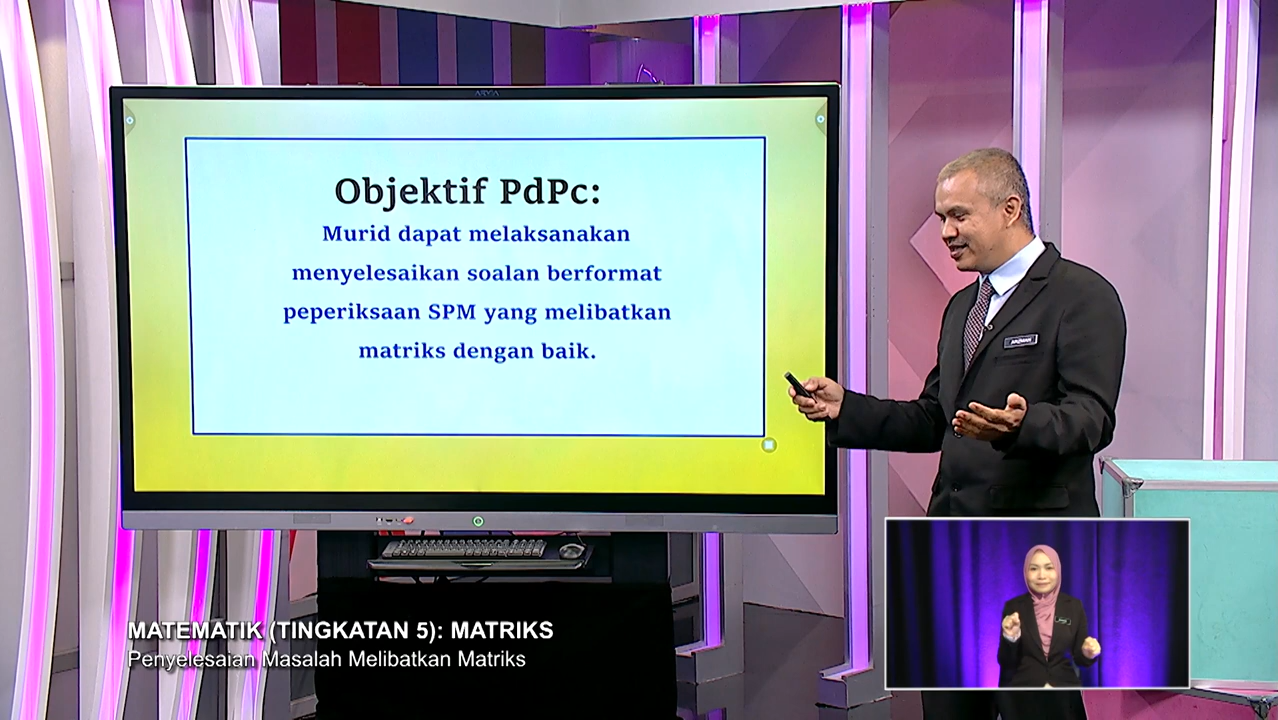 Objektif PdPc:
Murid dapat melaksanakan
menyelesaikan soalan berformat
peperiksaan SPM yang melibatkan
matriks dengan baik.
MATEMATIK (TINGKATAN 5): MATRIKS
Penyelesaian Masalah Melibatkan Matriks